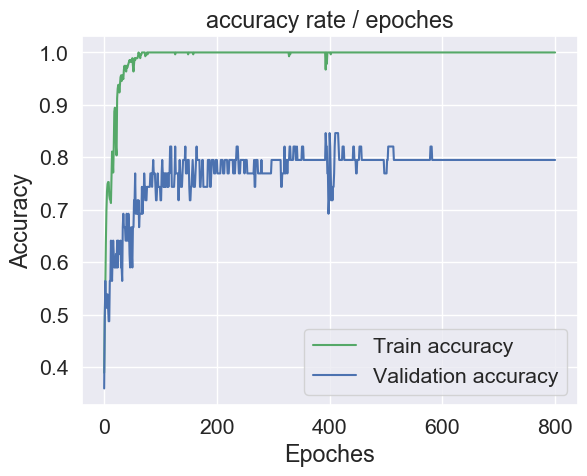 accuracy rate / epoches
1.0
0.9
0.8
0.7
0.6
0.5
0.4
Accuracy
Train accuracy
Validation accuracy
0
200
400
600
800
Epoches